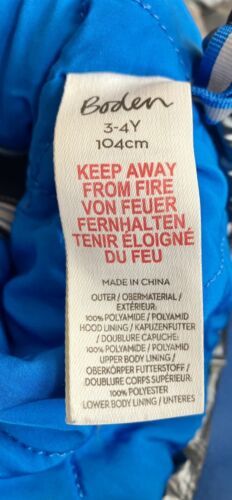 Boden
3-4Y
104cm
KEEP AWAY
FROM FIRE
VON FEUER
FERNHALTEN
TENIR ÉLOIGNÉ
DU FEU
MADE IN CHINA
OUTER / OBERMATERIAL /
EXTÉRIEUR:
100% POLYAMIDE / POLYAMID
HOOD LINING / KAPUZENFUTTER
/ DOUBLURE CAPUCHE:
100% POLYAMIDE / POLYAMID
UPPER BODY LINING /
OBERKÖRPER FUTTERSTOFF /
DOUBLURE CORPS SUPÉRIEUR:
100% POLYESTER
LOWER BODY LINING / UNTERES